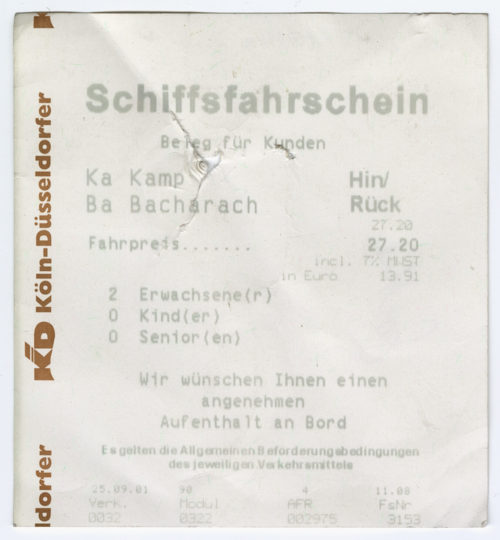 Schiffsfahrschein
Beleg für Kunden
Ka Kamp Hin/
Ba Bacharach Rück
27.20
Fahrpreis....... 27.20
incl. 7% MWST
in Euro 13.91
2 Erwachsene(r)
0 Kind(er)
0 Senior(en)
Wir wünschen Ihnen einen
angenehmen
Aufenthalt an Bord
Es gelten die Allgemeinen Beförderungsbedingungen
des jeweiligen Verkehrsmittels
25.09.01 90 4 11.08
Verk. Modul AFR FsNr
0032 0322 002975 3153
KD Köln-Düsseldorfer
ldorfer